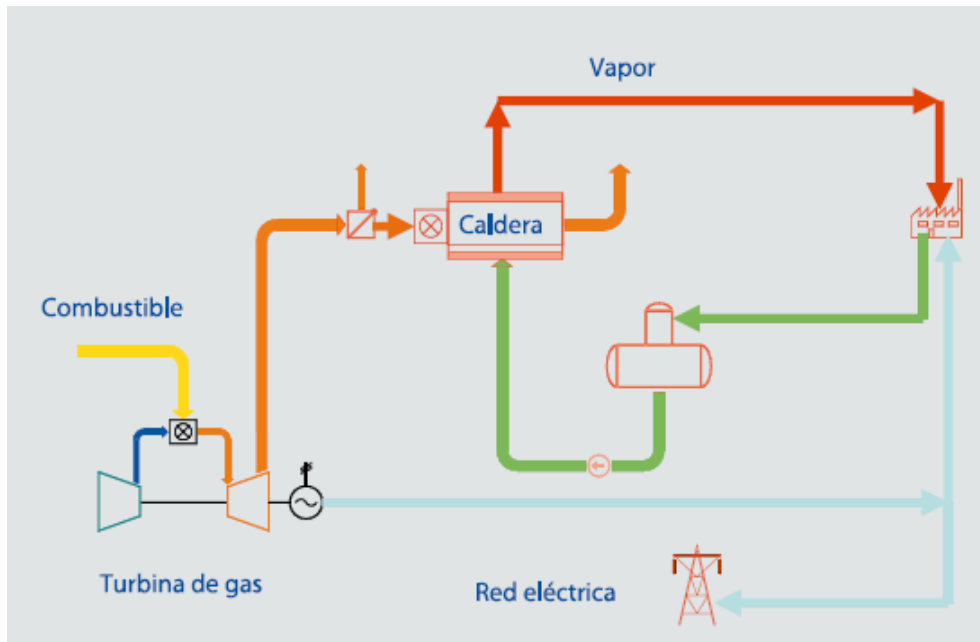 Vapor
Caldera
Combustible
Turbina de gas
Red eléctrica